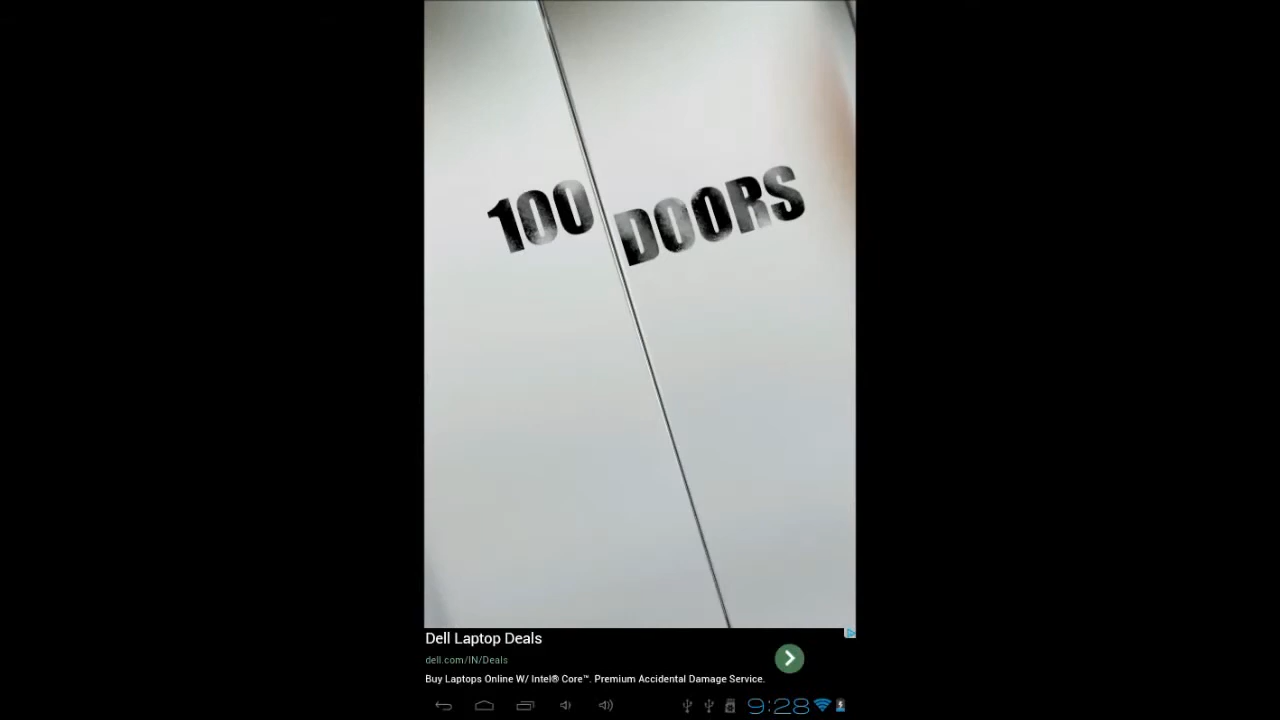 100 DOORS
Dell Laptop Deals
dell.com/IN/Deals
Buy Laptops Online W/ Intel® Core™. Premium Accidental Damage Service.
9:28